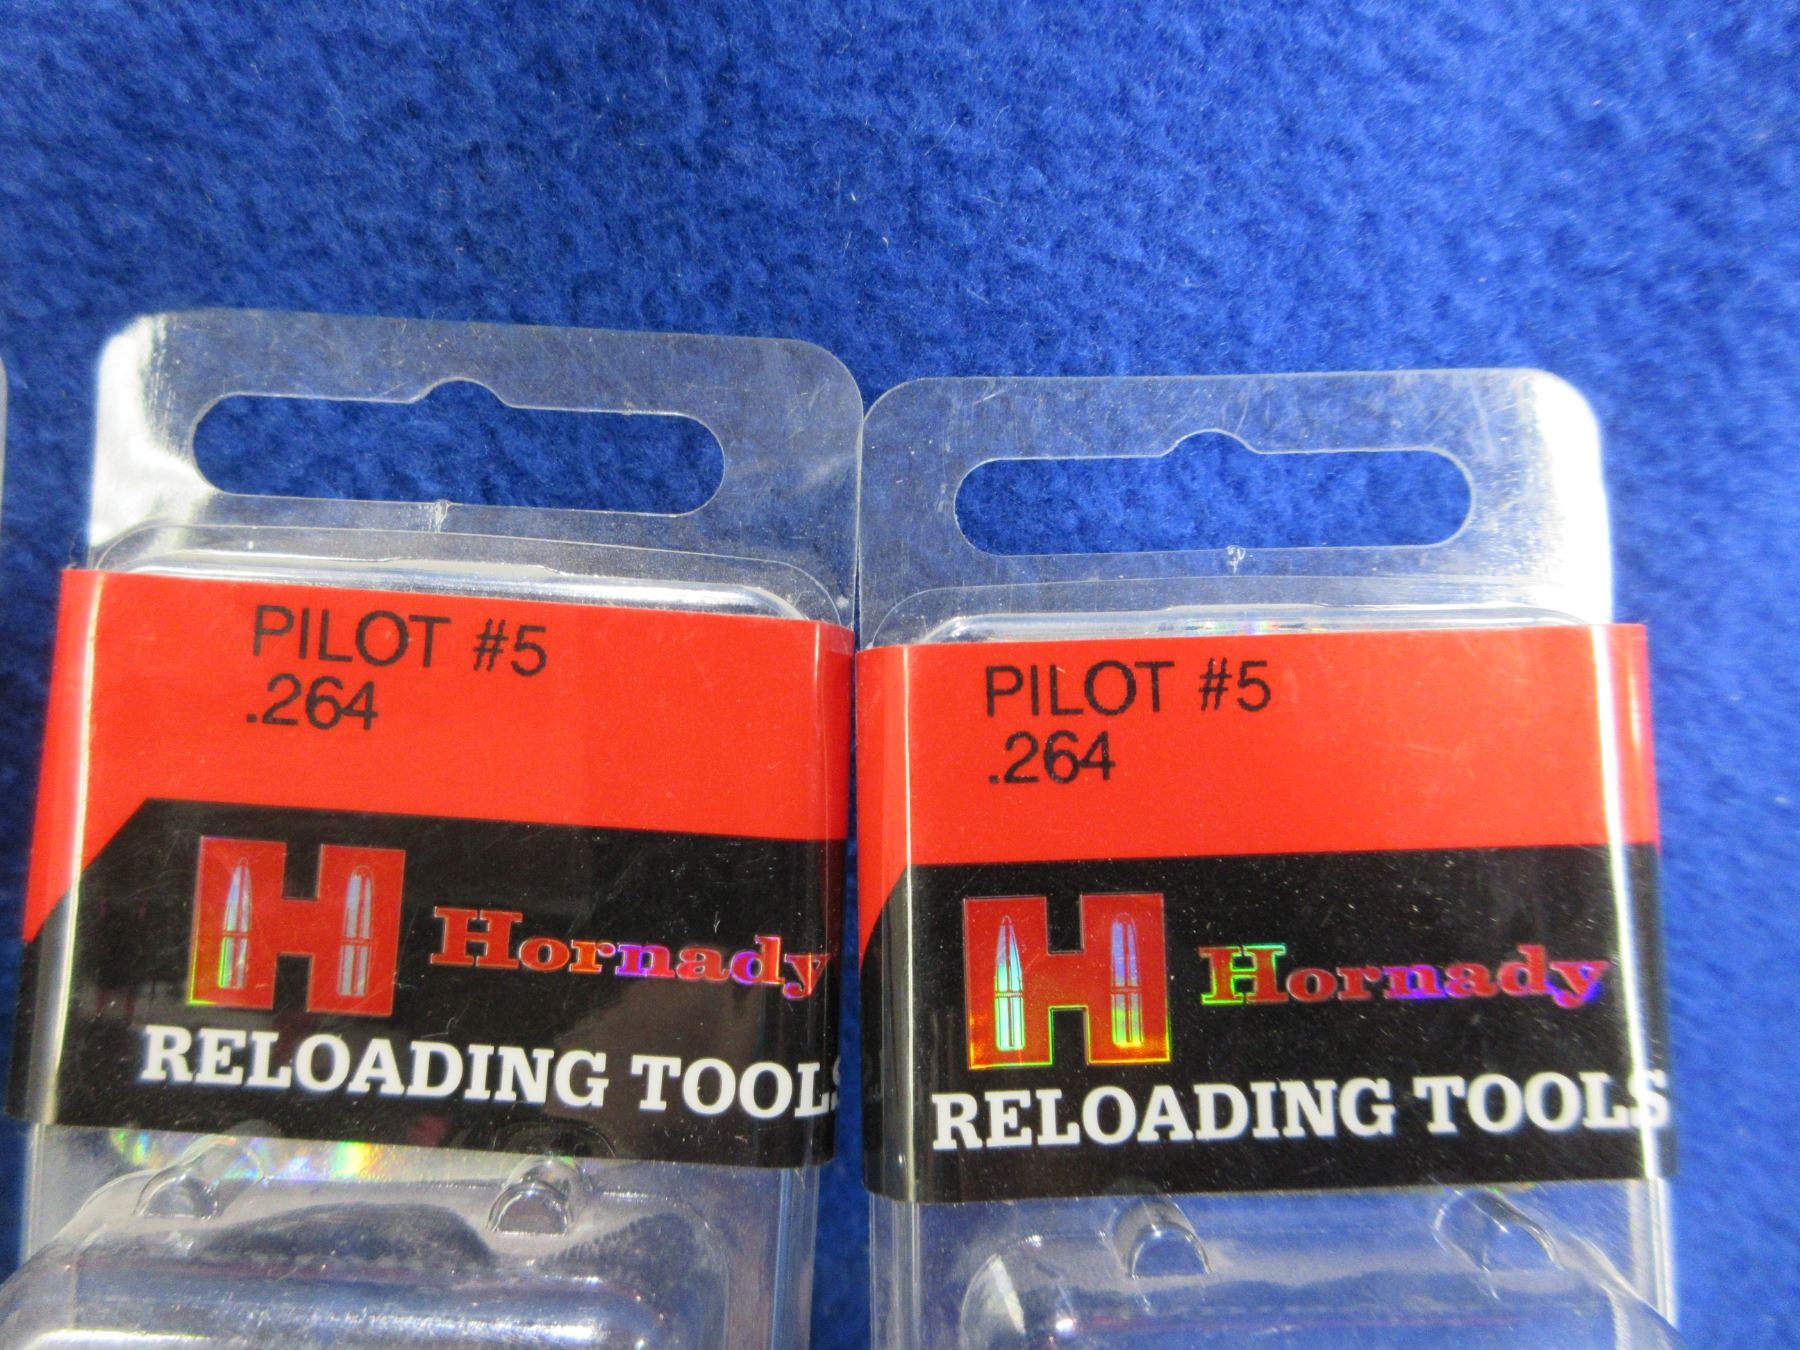 PILOT #5
.264
H Hornady
RELOADING TOOLS
PILOT #5
.264
H Hornady
RELOADING TOOLS